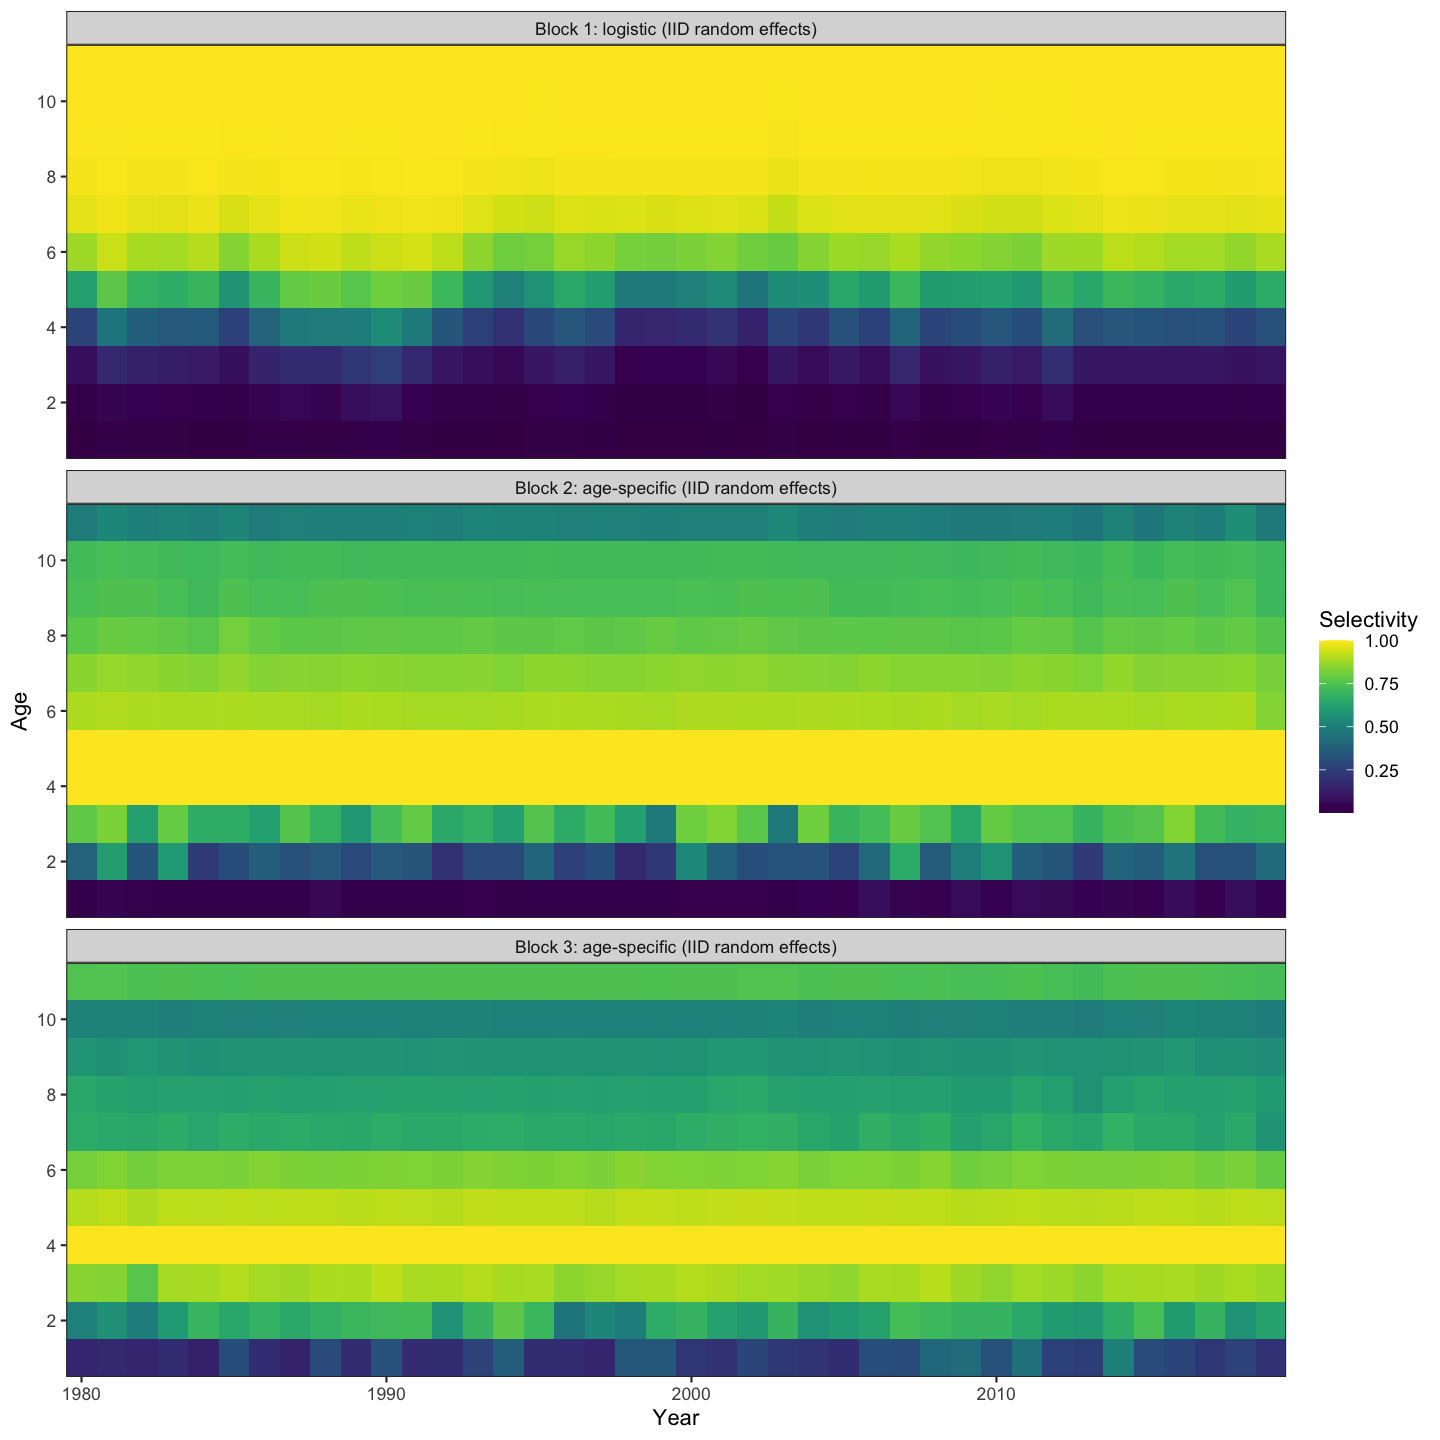 Block 1: logistic (IID random effects)
10
8
6
4
2
Block 2: age-specific (IID random effects)
10
8
6
4
2
Age
Block 3: age-specific (IID random effects)
10
8
6
4
2
1980 1990 2000 2010
Year
Selectivity
1.00
0.75
0.50
0.25